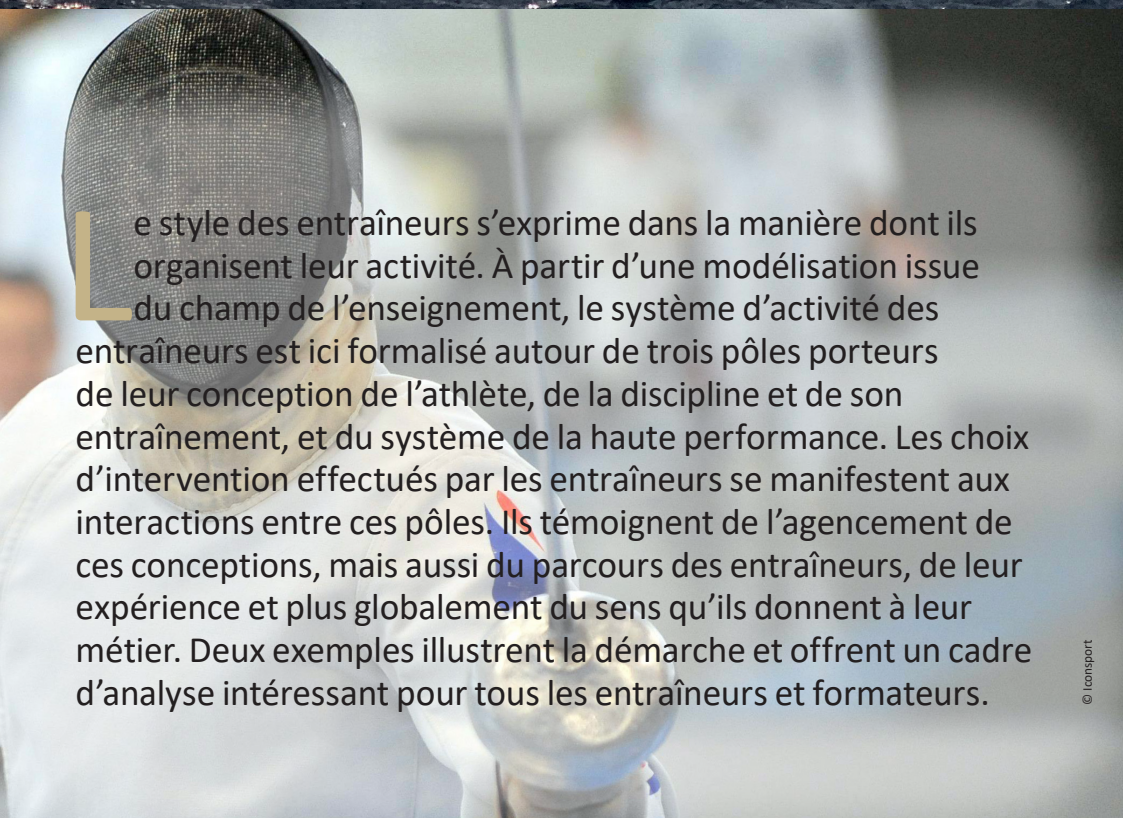 Le style des entraîneurs s’exprime dans la manière dont ils
organisent leur activité. À partir d’une modélisation issue
du champ de l’enseignement, le système d’activité des
entraîneurs est ici formalisé autour de trois pôles porteurs
de leur conception de l’athlète, de la discipline et de son
entraînement, et du système de la haute performance. Les choix
d’intervention effectués par les entraîneurs se manifestent aux
interactions entre ces pôles. Ils témoignent de l’agencement de
ces conceptions, mais aussi du parcours des entraîneurs, de leur
expérience et plus globalement du sens qu’ils donnent à leur
métier. Deux exemples illustrent la démarche et offrent un cadre
d’analyse intéressant pour tous les entraîneurs et formateurs.
© Iconsport